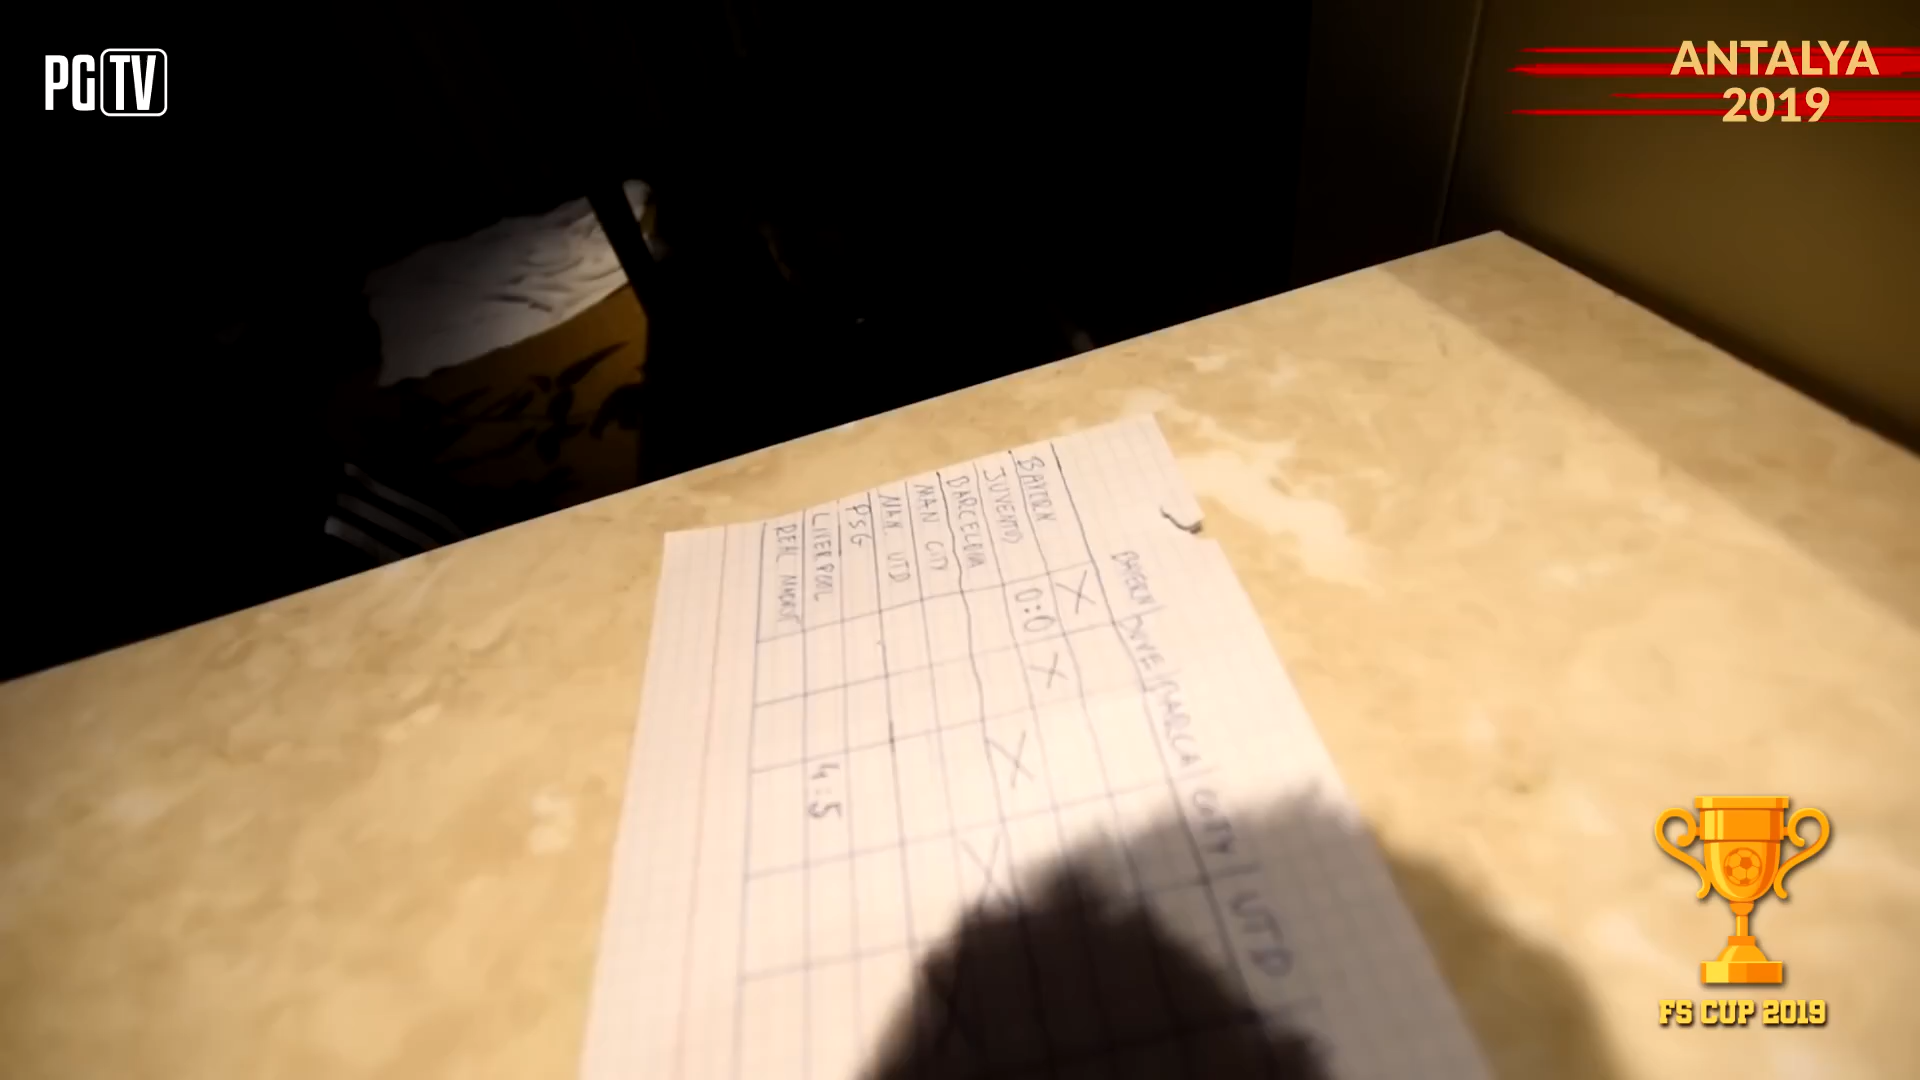 PGTV
ANTALYA
2019
BAYERN | JUVE | BARCA | CITY | UTD |
BAYERN X
JUVENTUS 0:0 X
BARCELONA X
MAN CITY X
MAN. UTD
PSG
LIVERPOOL 4:5
REAL MADRYT
FS CUP 2019